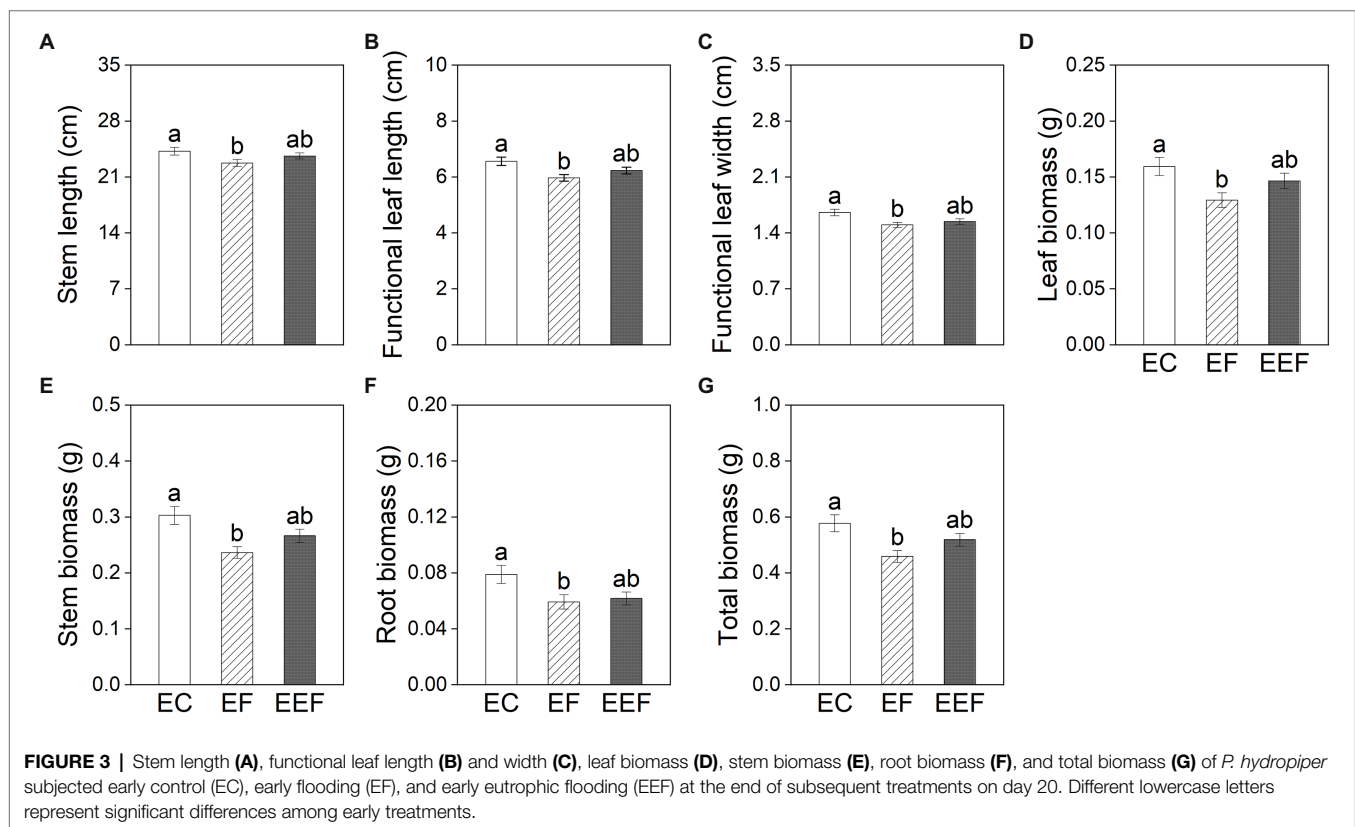 A
Stem length (cm)
35
28
21
14
7
0
a
b
ab
B
Functional leaf length (cm)
10
8
6
4
2
0
a
b
ab
C
Functional leaf width (cm)
3.5
2.8
2.1
1.4
0.7
0.0
a
b
ab
D
Leaf biomass (g)
0.25
0.20
0.15
0.10
0.05
0.00
a
b
ab
EC EF EEF
E
Stem biomass (g)
0.5
0.4
0.3
0.2
0.1
0.0
a
b
ab
EC EF EEF
F
Root biomass (g)
0.20
0.16
0.12
0.08
0.04
0.00
a
b
ab
EC EF EEF
G
Total biomass (g)
1.0
0.8
0.6
0.4
0.2
0.0
a
b
ab
EC EF EEF
FIGURE 3 | Stem length (A), functional leaf length (B) and width (C), leaf biomass (D), stem biomass (E), root biomass (F), and total biomass (G) of P. hydropiper
subjected early control (EC), early flooding (EF), and early eutrophic flooding (EEF) at the end of subsequent treatments on day 20. Different lowercase letters
represent significant differences among early treatments.